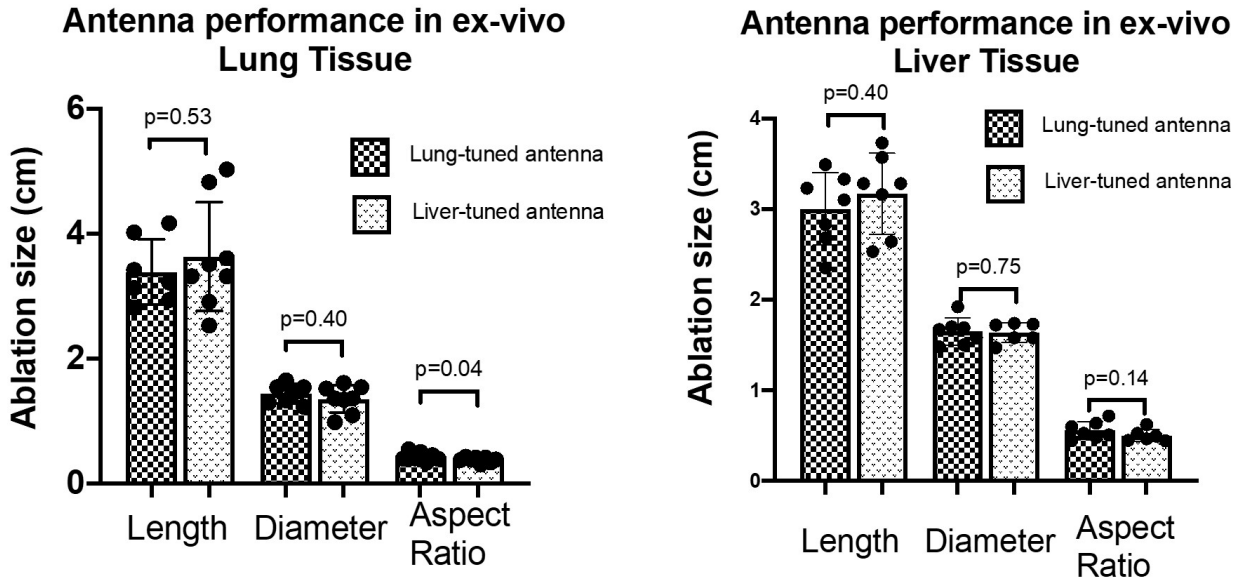 Antenna performance in ex-vivo
Lung Tissue
Ablation size (cm)
6
4
2
0
p=0.53
p=0.40
p=0.04
Lung-tuned antenna
Liver-tuned antenna
Length
Diameter
Aspect
Ratio
Antenna performance in ex-vivo
Liver Tissue
Ablation size (cm)
4
3
2
1
0
p=0.40
p=0.75
p=0.14
Lung-tuned antenna
Liver-tuned antenna
Length
Diameter
Aspect
Ratio